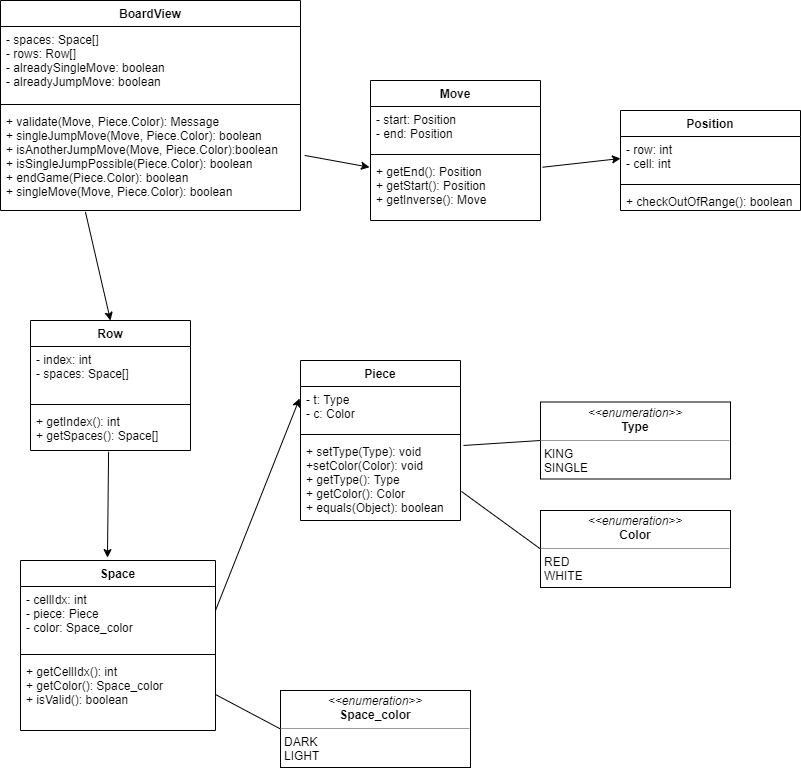 BoardView
- spaces: Space[]
- rows: Row[]
- alreadySingleMove: boolean
- alreadyJumpMove: boolean
+ validate(Move, Piece.Color): Message
+ singleJumpMove(Move, Piece.Color): boolean
+ isAnotherJumpMove(Move, Piece.Color):boolean
+ isSingleJumpPossible(Piece.Color): boolean
+ endGame(Piece.Color): boolean
+ singleMove(Move, Piece.Color): boolean
Move
- start: Position
- end: Position
+ getEnd(): Position
+ getStart(): Position
+ getInverse(): Move
Position
- row: int
- cell: int
+ checkOutOfRange(): boolean
Row
- index: int
- spaces: Space[]
+ getIndex(): int
+ getSpaces(): Space[]
Piece
- t: Type
- c: Color
+ setType(Type): void
+setColor(Color): void
+ getType(): Type
+ getColor(): Color
+ equals(Object): boolean
<<enumeration>>
Type
KING
SINGLE
<<enumeration>>
Color
RED
WHITE
Space
- cellIdx: int
- piece: Piece
- color: Space_color
+ getCellIdx(): int
+ getColor(): Space_color
+ isValid(): boolean
<<enumeration>>
Space_color
DARK
LIGHT